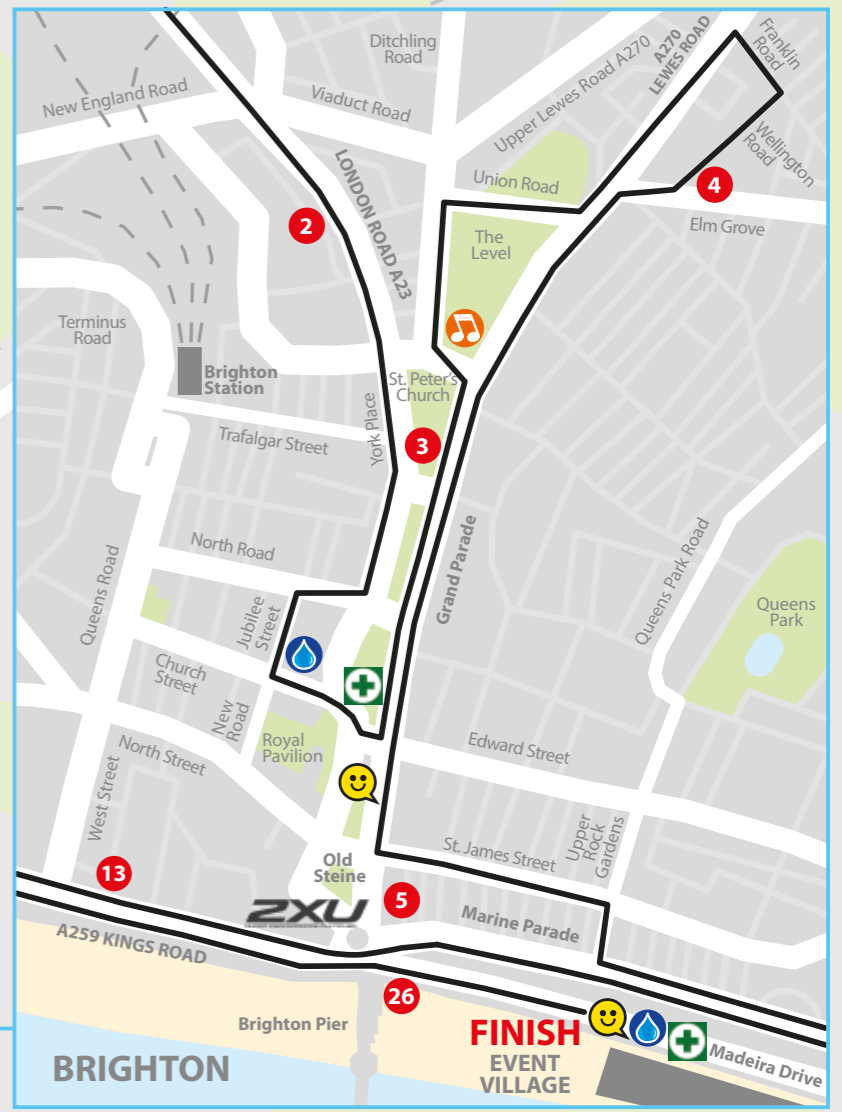 Ditchling
Road
A270
LEWES ROAD
Franklin
Road
New England Road
Viaduct Road
Upper Lewes Road A270
Wellington
Road
LONDON ROAD A23
Union Road
4
2
The
Level
Elm Grove
Terminus
Road
Brighton
Station
St. Peter's
Church
York Place
Trafalgar Street
3
Grand Parade
North Road
Queens Road
Jubilee
Street
Queens Park Road
Queens
Park
Church
Street
New
Road
Royal
Pavilion
North Street
Edward Street
West Street
Upper
Rock
Gardens
St. James Street
Old
Steine
13
5
2XU
Marine Parade
A259 KINGS ROAD
26
Brighton Pier
FINISH
EVENT
VILLAGE
Madeira Drive
BRIGHTON